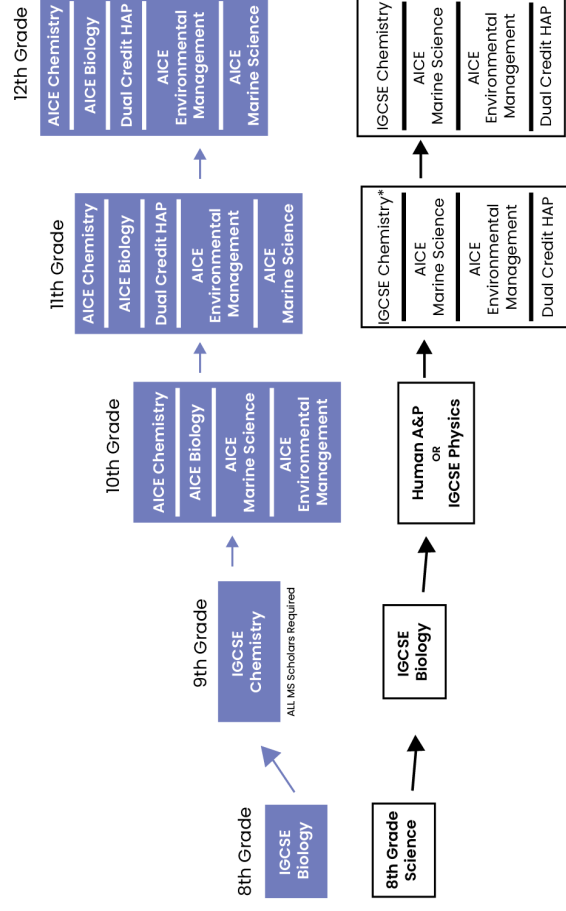 8th Grade
IGCSE
Biology
9th Grade
IGCSE
Chemistry
ALL MS Scholars Required
10th Grade
AICE Chemistry
AICE Biology
AICE
Marine Science
AICE
Environmental
Management
11th Grade
AICE Chemistry
AICE Biology
Dual Credit HAP
AICE
Environmental
Management
AICE
Marine Science
12th Grade
AICE Chemistry
AICE Biology
Dual Credit HAP
AICE
Environmental
Management
AICE
Marine Science
8th Grade
Science
IGCSE
Biology
Human A&P
OR
IGCSE Physics
IGCSE Chemistry*
AICE
Marine Science
AICE
Environmental
Management
Dual Credit HAP
IGCSE Chemistry
AICE
Marine Science
AICE
Environmental
Management
Dual Credit HAP